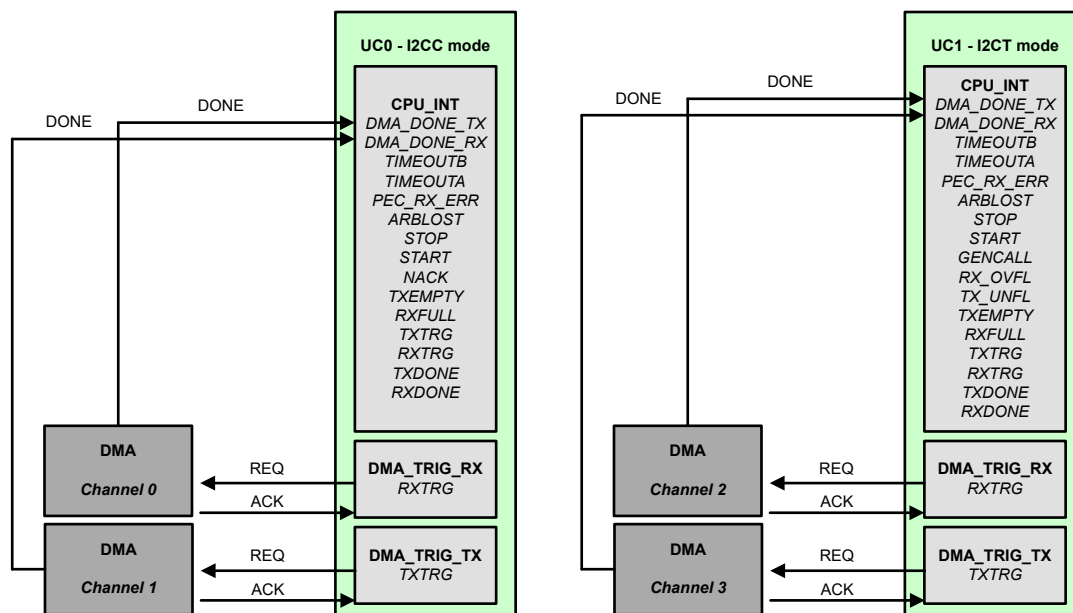 UC0 - I2CC mode
CPU_INT
DMA_DONE_TX
DMA_DONE_RX
TIMEOUTB
TIMEOUTA
PEC_RX_ERR
ARBLOST
STOP
START
NACK
TXEMPTY
RXFULL
TXTRG
RXTRG
TXDONE
RXDONE
DONE
DONE
DMA
Channel 0
REQ
ACK
DMA_TRIG_RX
RXTRG
DMA
Channel 1
REQ
ACK
DMA_TRIG_TX
TXTRG
UC1 - I2CT mode
CPU_INT
DMA_DONE_TX
DMA_DONE_RX
TIMEOUTB
TIMEOUTA
PEC_RX_ERR
ARBLOST
STOP
START
GENCALL
RX_OVFL
TX_UNFL
TXEMPTY
RXFULL
TXTRG
RXTRG
TXDONE
RXDONE
DONE
DONE
DMA
Channel 2
REQ
ACK
DMA_TRIG_RX
RXTRG
DMA
Channel 3
REQ
ACK
DMA_TRIG_TX
TXTRG